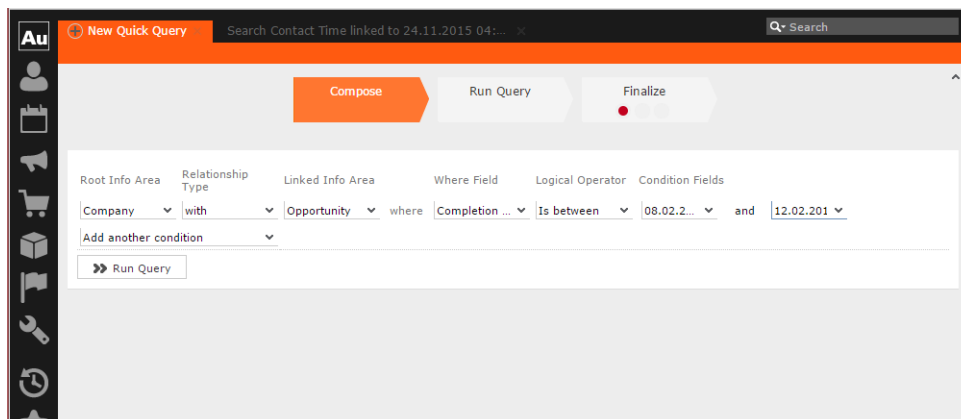 Au
New Quick Query
Search Contact Time linked to 24.11.2015 04:... ×
Search
Compose
Run Query
Finalize
Root Info Area
Relationship Type
Linked Info Area
Where Field
Logical Operator
Condition Fields
Company with Opportunity where Completion ... Is between 08.02.2... and 12.02.201
Add another condition
Run Query